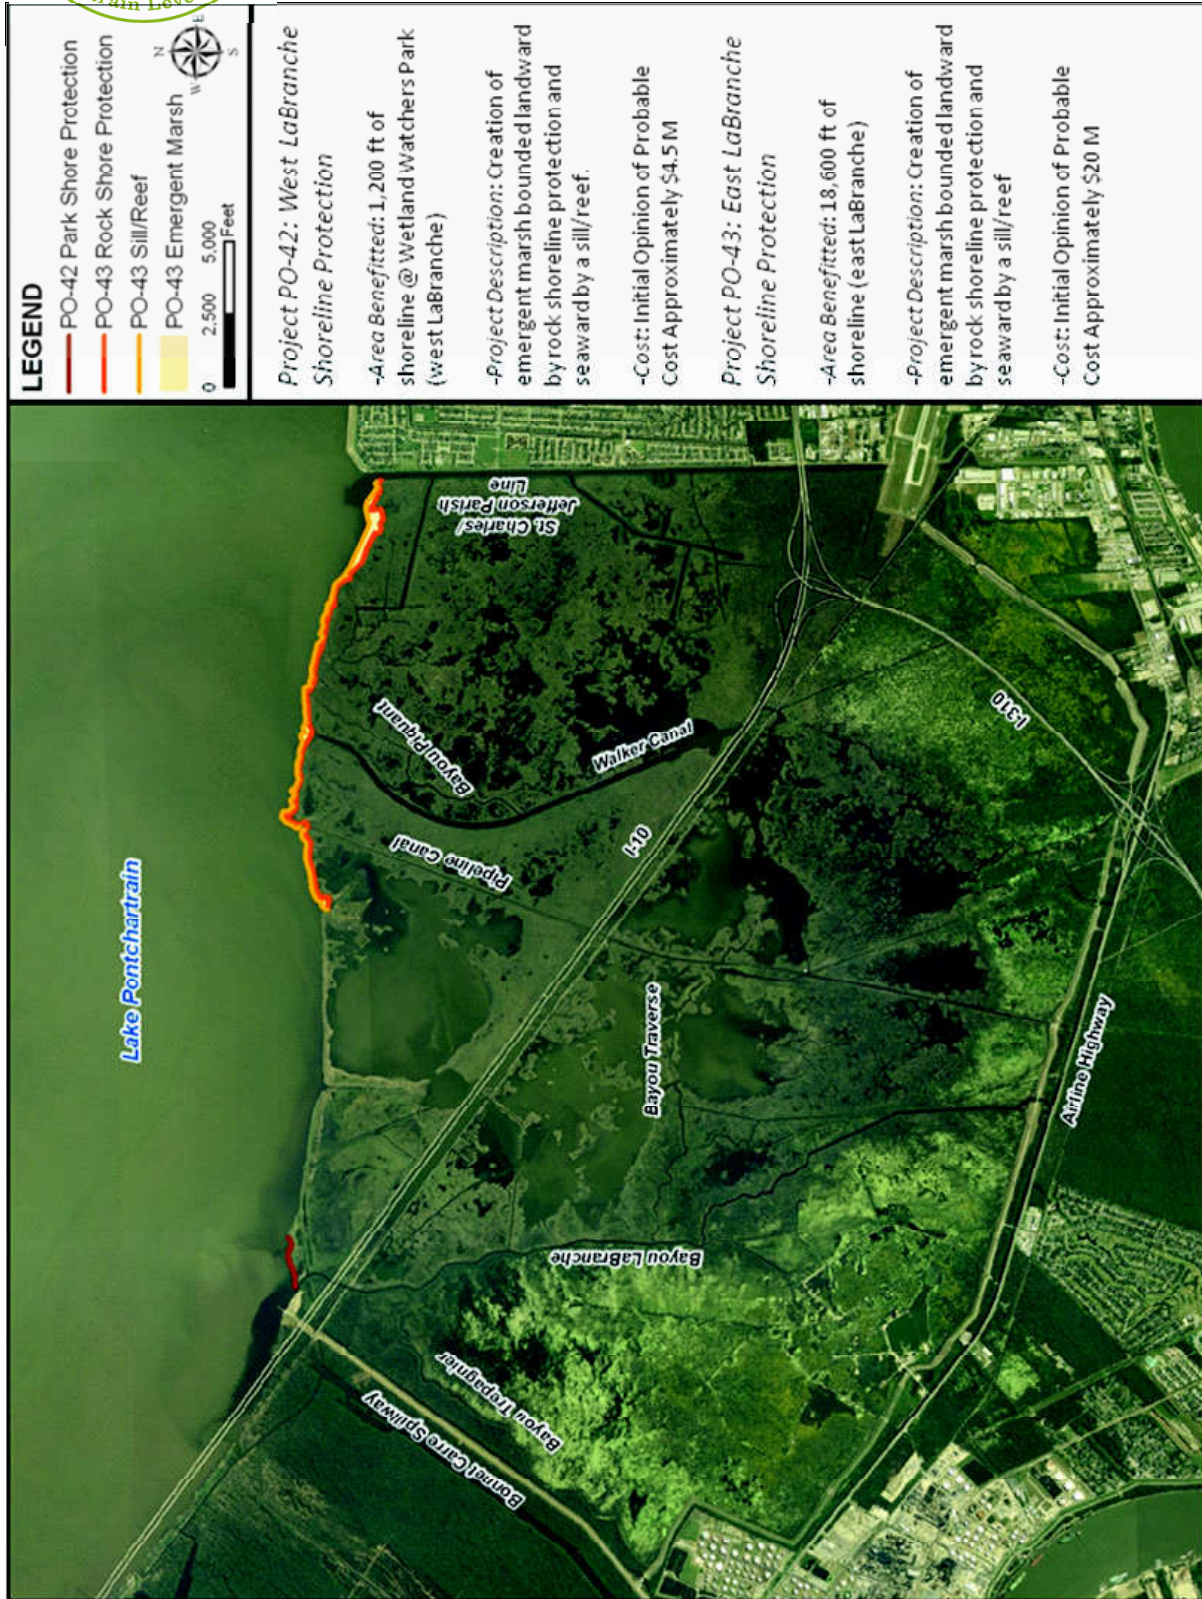 LEGEND
PO-42 Park Shore Protection
PO-43 Rock Shore Protection
PO-43 Sill/Reef
PO-43 Emergent Marsh
0 2,500 5,000
Feet
N
E
S
W
Project PO-42: West LaBranche
Shoreline Protection
-Area Benefitted: 1,200 ft of
shoreline @ Wetland Watchers Park
(west LaBranche)
-Project Description: Creation of
emergent marsh bounded landward
by rock shoreline protection and
seaward by a sill/reef.
-Cost: Initial Opinion of Probable
Cost Approximately $4.5 M
Project PO-43: East LaBranche
Shoreline Protection
-Area Benefitted: 18,600 ft of
shoreline (east LaBranche)
-Project Description: Creation of
emergent marsh bounded landward
by rock shoreline protection and
seaward by a sill/reef
-Cost: Initial Opinion of Probable
Cost Approximately $20 M
Lake Pontchartrain
St. Charles/
Jefferson Parish
Line
Bayou Piquant
Walker Canal
Pipeline Canal
I-10
I-310
Bayou Traverse
Airline Highway
Bayou LaBranche
Bayou Trepagnier
Bonnet Carre Spillway